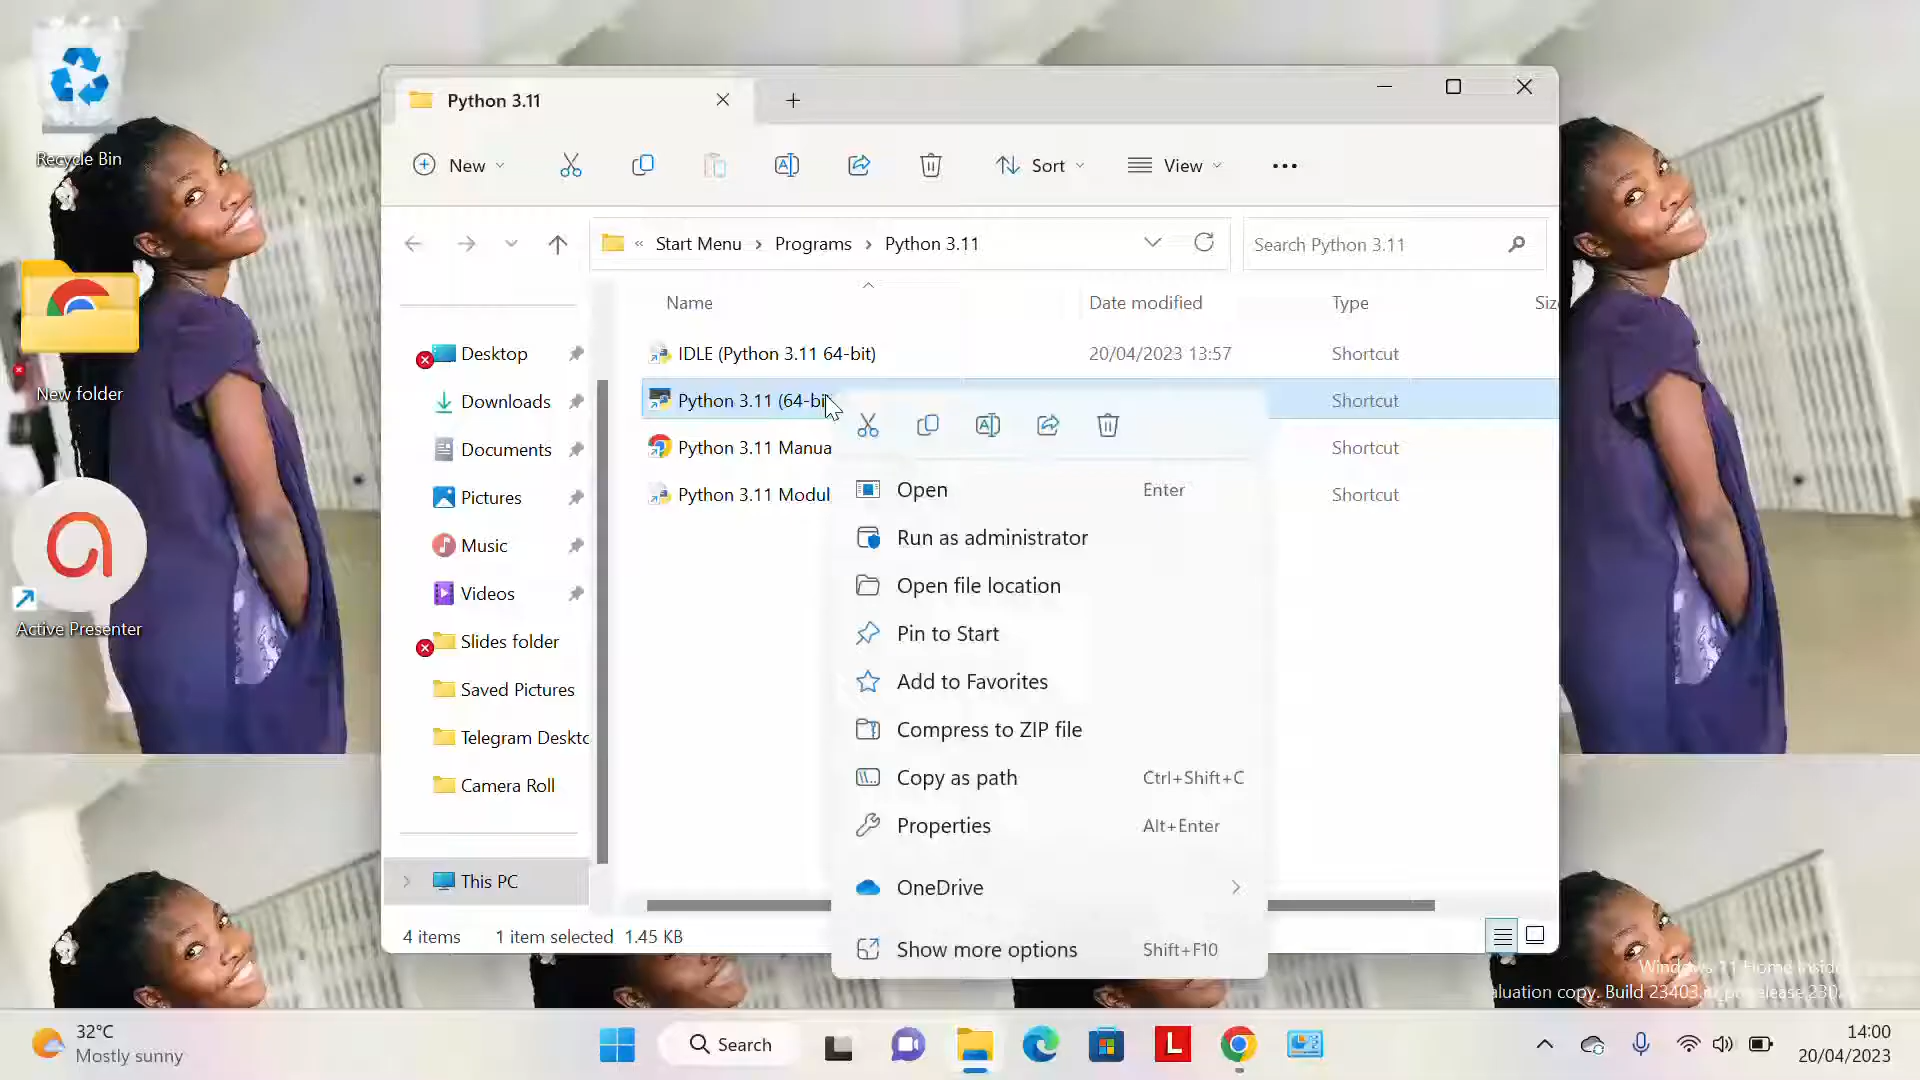 Recycle Bin
New folder
Active Presenter
Python 3.11
New
Sort
View
Start Menu
Programs
Python 3.11
Search Python 3.11
Name
Date modified
Type
Desktop
Downloads
Documents
Pictures
Music
Videos
Slides folder
Saved Pictures
Telegram Deskto
Camera Roll
This PC
IDLE (Python 3.11 64-bit)
20/04/2023 13:57
Shortcut
Python 3.11 (64-bi
Shortcut
Python 3.11 Manua
Shortcut
Python 3.11 Modul
Shortcut
Open
Enter
Run as administrator
Open file location
Pin to Start
Add to Favorites
Compress to ZIP file
Copy as path
Ctrl+Shift+C
Properties
Alt+Enter
OneDrive
Show more options
Shift+F10
4 items
1 item selected 1.45 KB
Windows 11 Home
copy. Build 23403
32°C
Mostly sunny
Search
L
14:00
20/04/2023